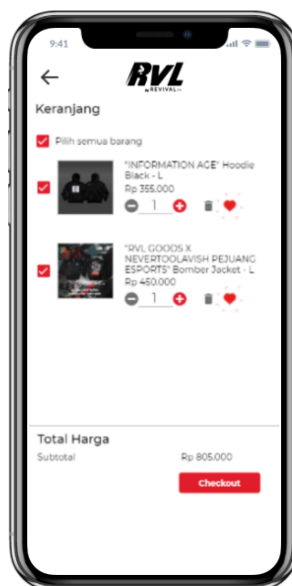 9:41
RVL
BY REVIVAL
Keranjang
Pilih semua barang
"INFORMATION AGE" Hoodie
Black - L
Rp 355.000
1
"RVL GOODS X
NEVERTOOLAVISH PEJUANG
ESPORTS" Bomber Jacket - L
Rp 450.000
1
Total Harga
Subtotal Rp 805.000
Checkout